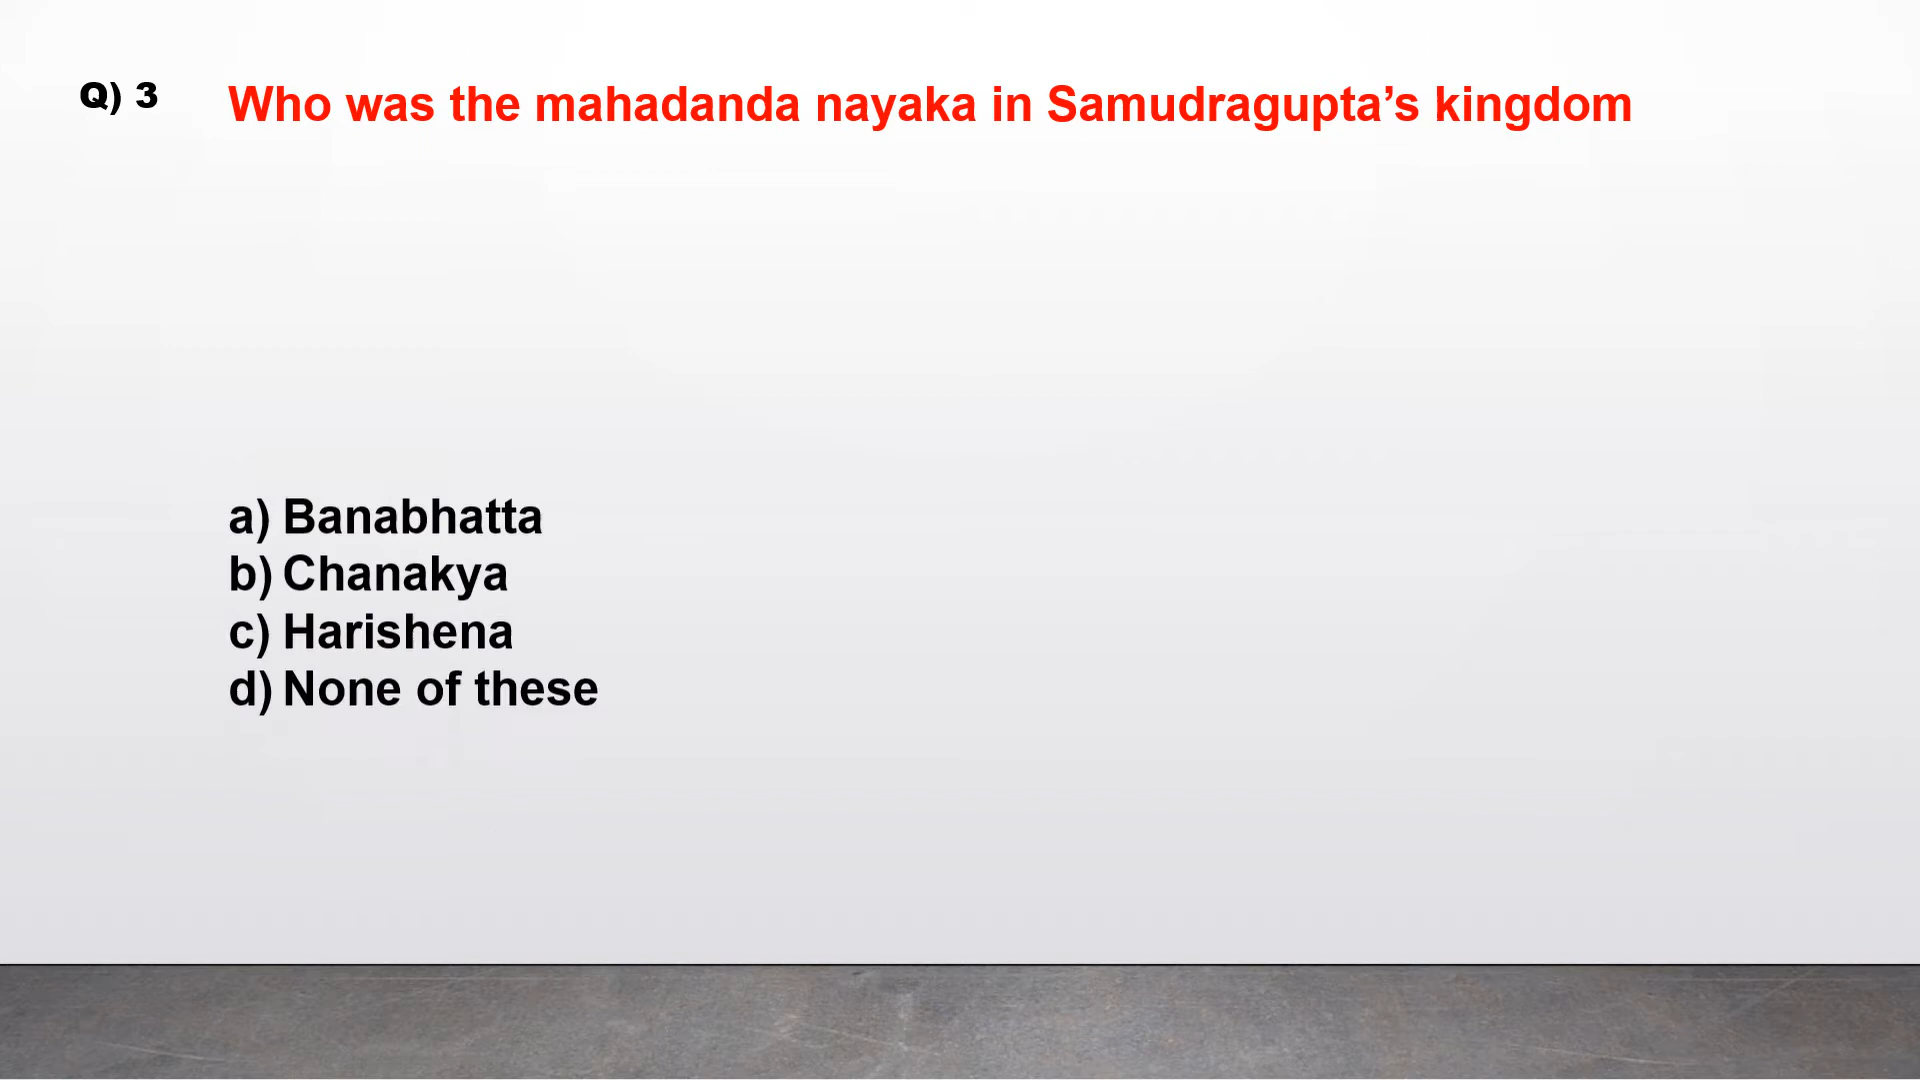 Q) 3 Who was the mahadanda nayaka in Samudragupta’s kingdom
a) Banabhatta
b) Chanakya
c) Harishena
d) None of these